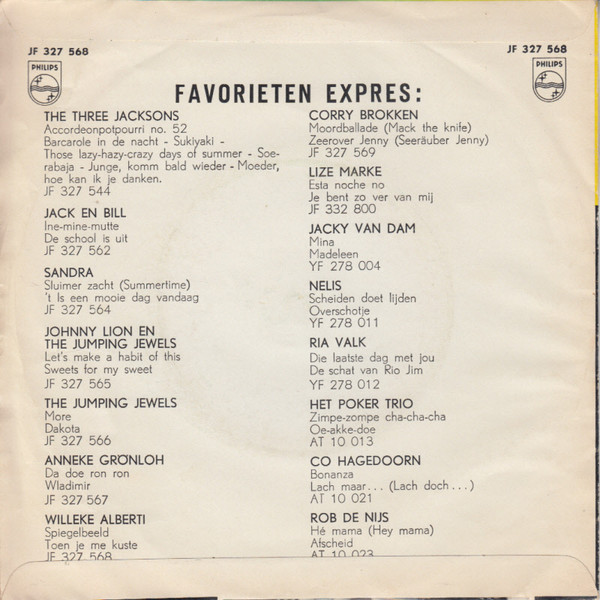 JF 327 568
JF 327 568
PHILIPS
PHILIPS
FAVORIETEN EXPRES:
THE THREE JACKSONS
Accordeonpotpourri no. 52
Barcarole in de nacht - Sukiyaki -
Those lazy-hazy-crazy days of summer - Soe-
rabaja - Junge, komm bald wieder - Moeder,
hoe kan ik je danken.
JF 327 544
JACK EN BILL
Ine-mine-mutte
De school is uit
JF 327 562
SANDRA
Sluimer zacht (Summertime)
't Is een mooie dag vandaag
JF 327 564
JOHNNY LION EN
THE JUMPING JEWELS
Let's make a habit of this
Sweets for my sweet
JF 327 565
THE JUMPING JEWELS
More
Dakota
JF 327 566
ANNEKE GRÖNLOH
Da doe ron ron
Wladimir
JF 327 567
WILLEKE ALBERTI
Spiegelbeeld
Toen je me kuste
JF 327 568
CORRY BROKKEN
Moordballade (Mack the knife)
Zeerover Jenny (Seeräuber Jenny)
JF 327 569
LIZE MARKE
Esta noche no
Je bent zo ver van mij
JF 332 800
JACKY VAN DAM
Mina
Madeleen
YF 278 004
NELIS
Scheiden doet lijden
Overschotje
YF 278 011
RIA VALK
Die laatste dag met jou
De schat van Rio Jim
YF 278 012
HET POKER TRIO
Zimpe-zompe cha-cha-cha
Oe-akke-doe
AT 10 013
CO HAGEDOORN
Bonanza
Lach maar... (Lach doch...)
AT 10 021
ROB DE NIJS
Hé mama (Hey mama)
Afscheid
AT 10 023